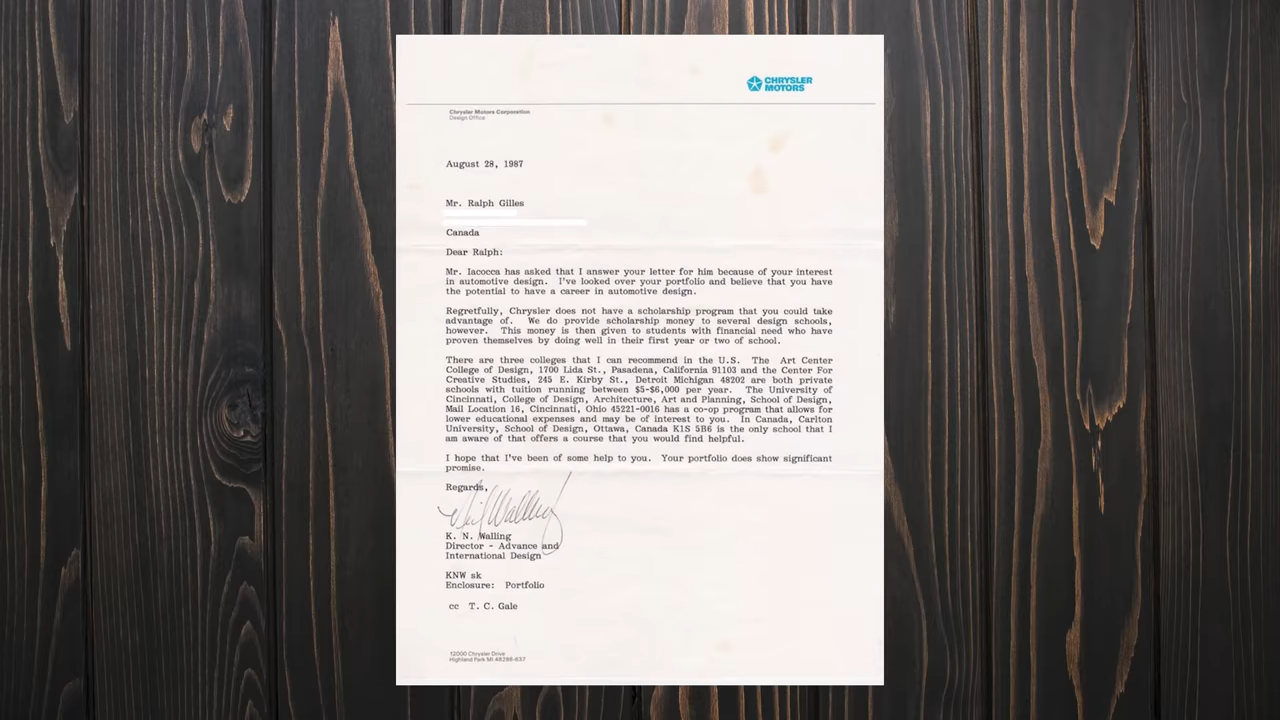 CHRYSLER
MOTORS
Chrysler Motors Corporation
Design Office
August 28, 1987
Mr. Ralph Gilles
Canada
Dear Ralph:
Mr. Iacocca has asked that I answer your letter for him because of your interest
in automotive design. I've looked over your portfolio and believe that you have
the potential to have a career in automotive design.
Regretfully, Chrysler does not have a scholarship program that you could take
advantage of. We do provide scholarship money to several design schools,
however. This money is then given to students with financial need who have
proven themselves by doing well in their first year or two of school.
There are three colleges that I can recommend in the U.S. The Art Center
College of Design, 1700 Lida St., Pasadena, California 91103 and the Center For
Creative Studies, 245 E. Kirby St., Detroit Michigan 48202 are both private
schools with tuition running between $5-$6,000 per year. The University of
Cincinnati, College of Design, Architecture, Art and Planning, School of Design,
Mail Location 16, Cincinnati, Ohio 45221-0016 has a co-op program that allows for
lower educational expenses and may be of interest to you. In Canada, Carlton
University, School of Design, Ottawa, Canada K1S 5B6 is the only school that I
am aware of that offers a course that you would find helpful.
I hope that I've been of some help to you. Your portfolio does show significant
promise.
Regards,
K. N. Walling
Director - Advance and
International Design
KNW sk
Enclosure: Portfolio
cc T. C. Gale
12000 Chrysler Drive
Highland Park MI 48288-